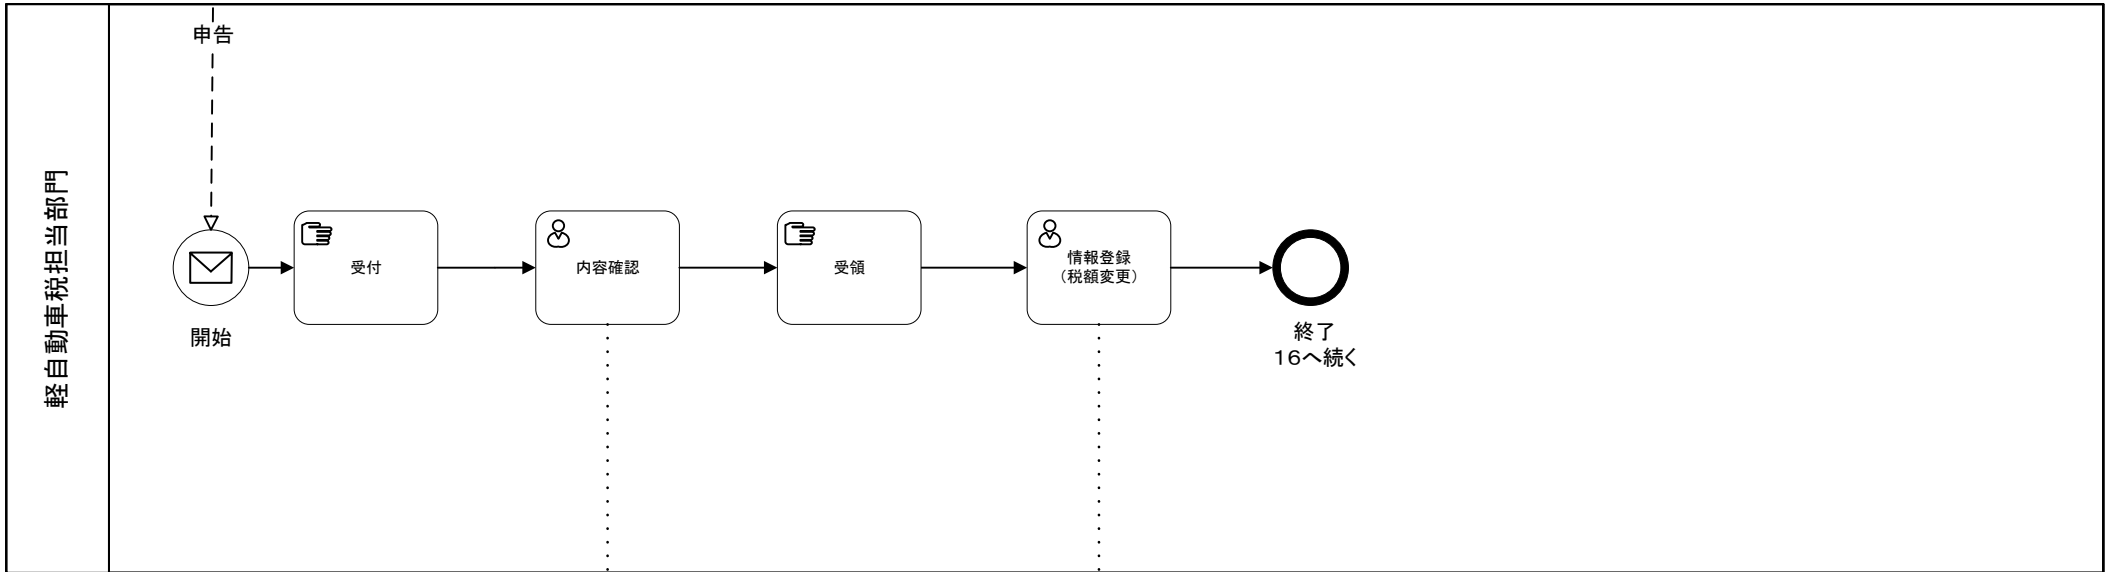 軽自動車税担当部門
申告
開始
受付
内容確認
受領
情報登録
（税額変更）
終了
16へ続く